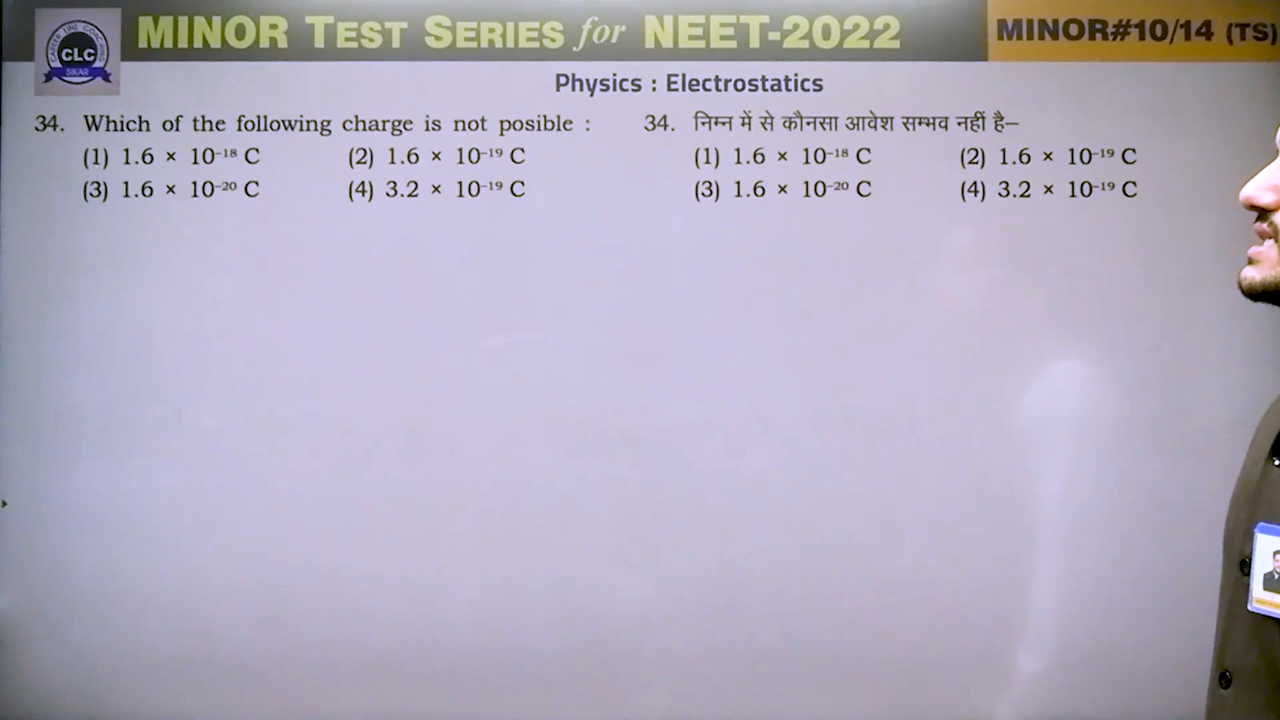 MINOR TEST SERIES for NEET-2022
MINOR#10/14 (TS)
CAREER LINE COACHING
CLC
SIKAR
Physics : Electrostatics
34. Which of the following charge is not posible :
(1) 1.6 × 10⁻¹⁸ C (2) 1.6 × 10⁻¹⁹ C
(3) 1.6 × 10⁻²⁰ C (4) 3.2 × 10⁻¹⁹ C
34. निम्न में से कौनसा आवेश सम्भव नहीं है–
(1) 1.6 × 10⁻¹⁸ C (2) 1.6 × 10⁻¹⁹ C
(3) 1.6 × 10⁻²⁰ C (4) 3.2 × 10⁻¹⁹ C